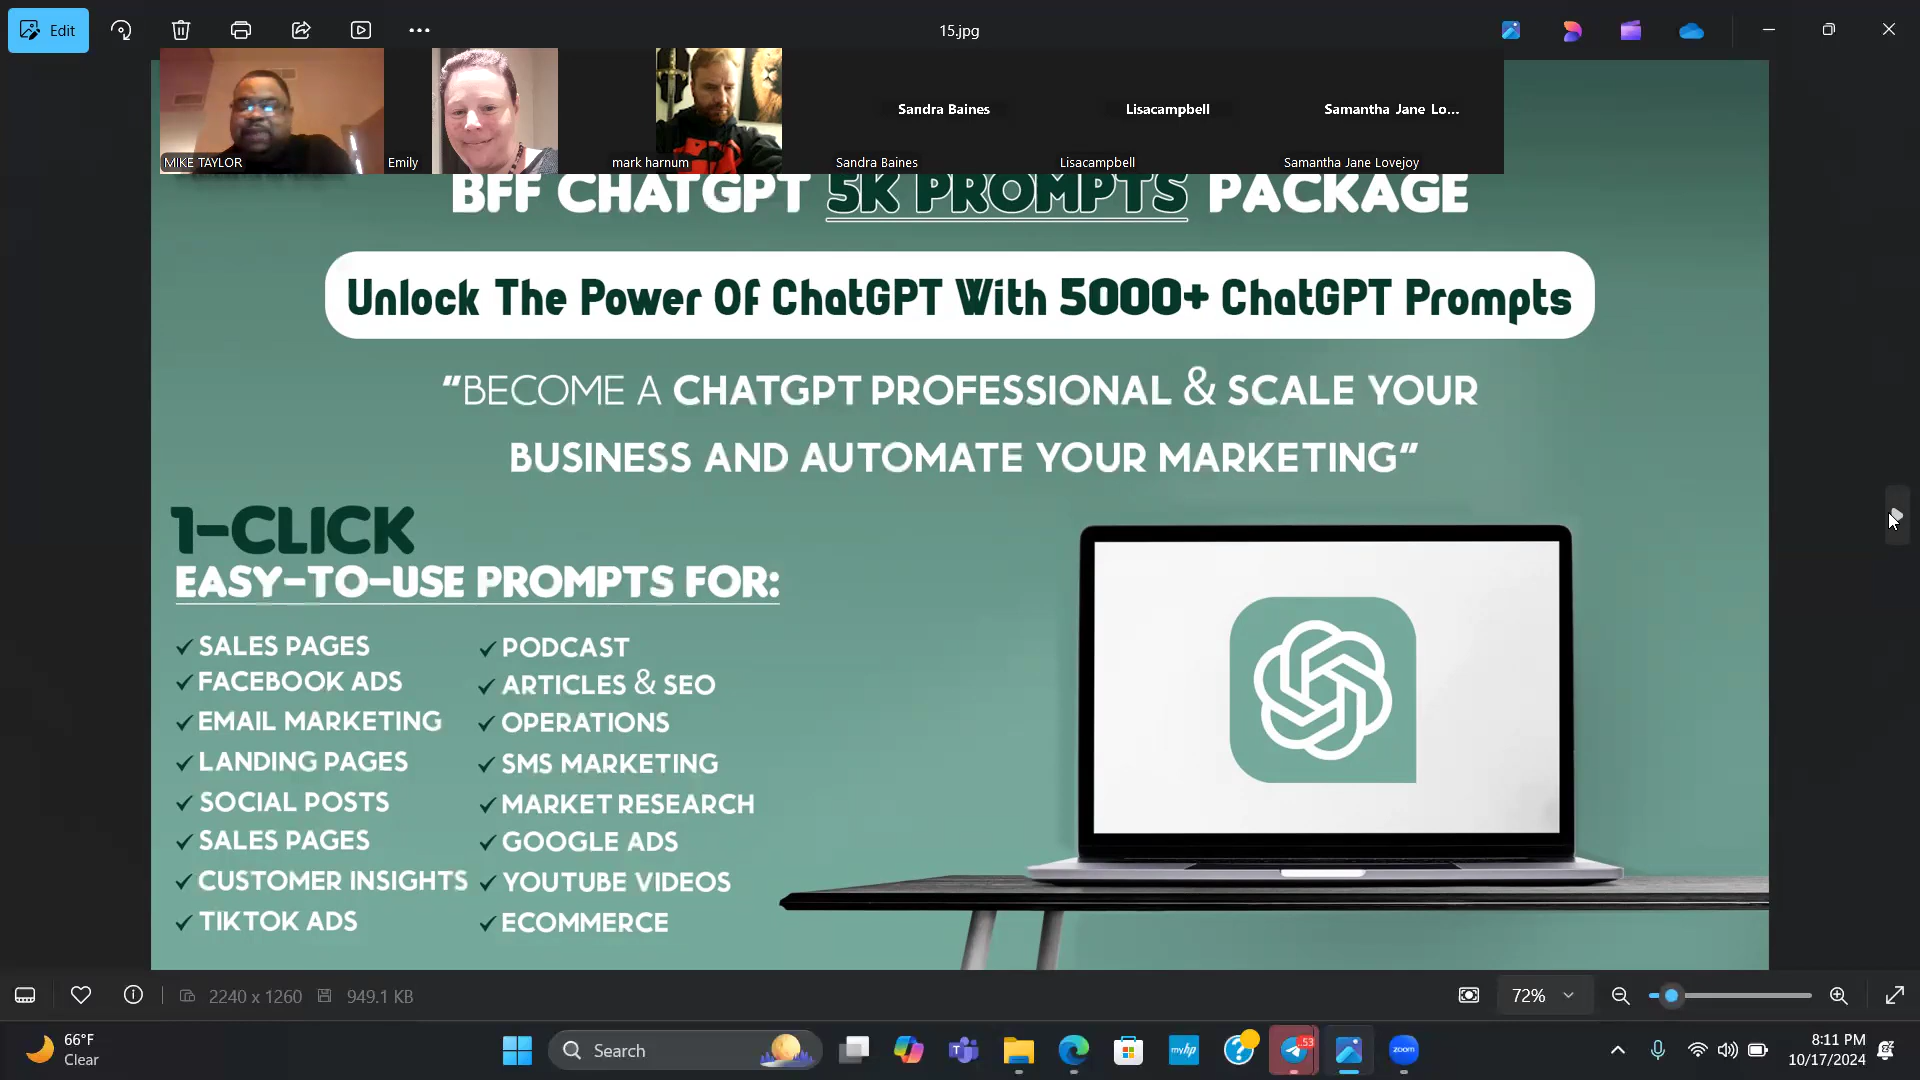 Edit
15.jpg
Sandra Baines
Lisacampbell
Samantha Jane Lo...
MIKE TAYLOR
Emily
mark harnum
Sandra Baines
Lisacampbell
Samantha Jane Lovejoy
BFF CHATGPT 5K PROMPTS PACKAGE
Unlock The Power Of ChatGPT With 5000+ ChatGPT Prompts
"BECOME A CHATGPT PROFESSIONAL & SCALE YOUR
BUSINESS AND AUTOMATE YOUR MARKETING"
1-CLICK
EASY-TO-USE PROMPTS FOR:
✓ SALES PAGES
✓ FACEBOOK ADS
✓ EMAIL MARKETING
✓ LANDING PAGES
✓ SOCIAL POSTS
✓ SALES PAGES
✓ CUSTOMER INSIGHTS
✓ TIKTOK ADS
✓ PODCAST
✓ ARTICLES & SEO
✓ OPERATIONS
✓ SMS MARKETING
✓ MARKET RESEARCH
✓ GOOGLE ADS
✓ YOUTUBE VIDEOS
✓ ECOMMERCE
2240 x 1260
949.1 KB
72%
66°F
Clear
Search
myhp
53
zoom
8:11 PM
10/17/2024